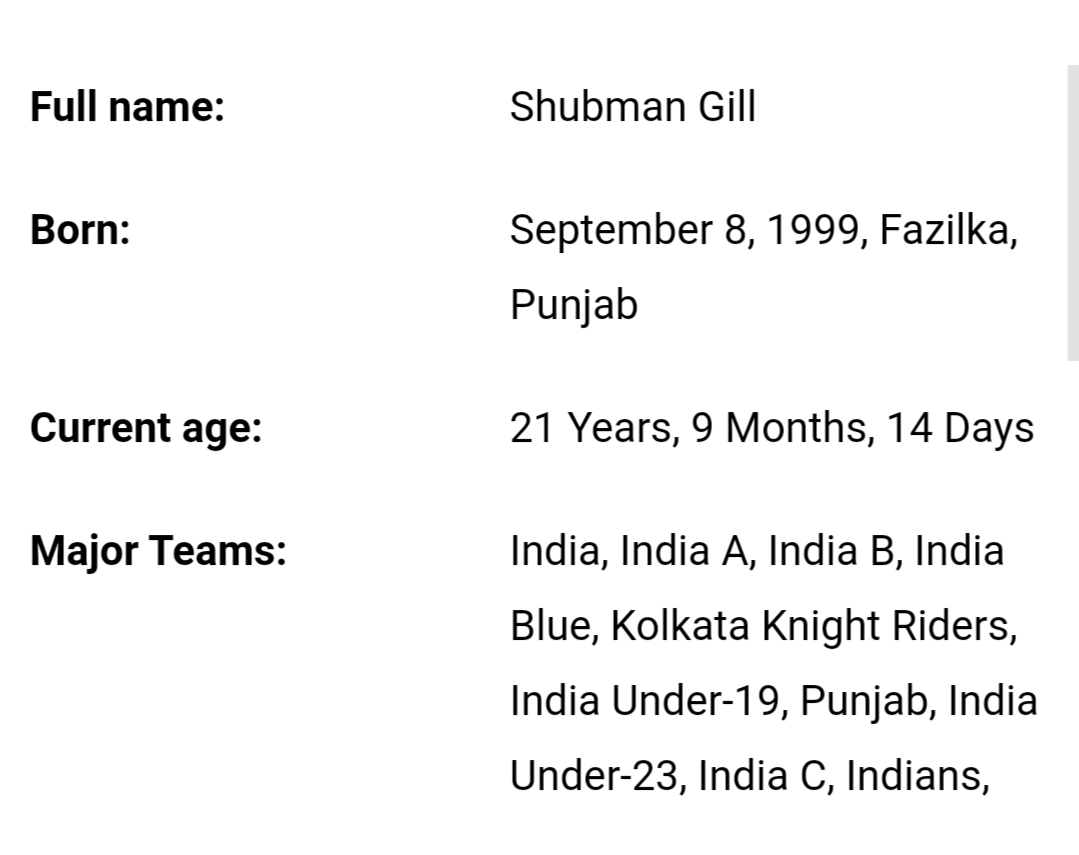 Full name: Shubman Gill
Born: September 8, 1999, Fazilka,
Punjab
Current age: 21 Years, 9 Months, 14 Days
Major Teams: India, India A, India B, India
Blue, Kolkata Knight Riders,
India Under-19, Punjab, India
Under-23, India C, Indians,